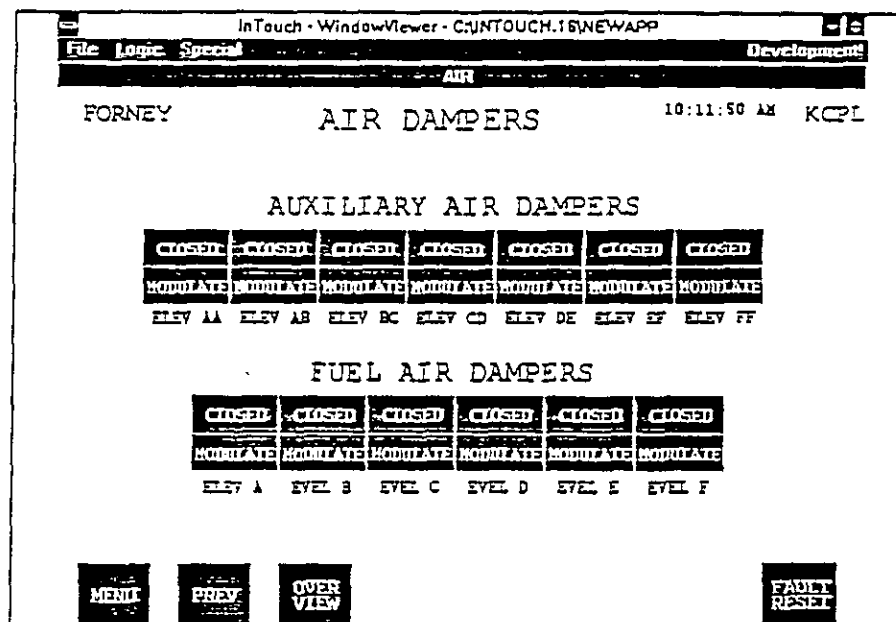 InTouch - WindowViewer - C:\INTOUCH.16\NEWAPP
File Logic Special Development!
AIR
FORNEY AIR DAMPERS 10:11:50 AM KCPL
AUXILIARY AIR DAMPERS
CLOSED CLOSED CLOSED CLOSED CLOSED CLOSED CLOSED
MODULATE MODULATE MODULATE MODULATE MODULATE MODULATE MODULATE
ELEV AA ELEV AB ELEV BC ELEV CD ELEV DE ELEV EF ELEV FF
FUEL AIR DAMPERS
CLOSED CLOSED CLOSED CLOSED CLOSED CLOSED
MODULATE MODULATE MODULATE MODULATE MODULATE MODULATE
ELEV A EVEL B EVEL C EVEL D EVEL E EVEL F
MENU PREV OVER VIEW FAULT RESET